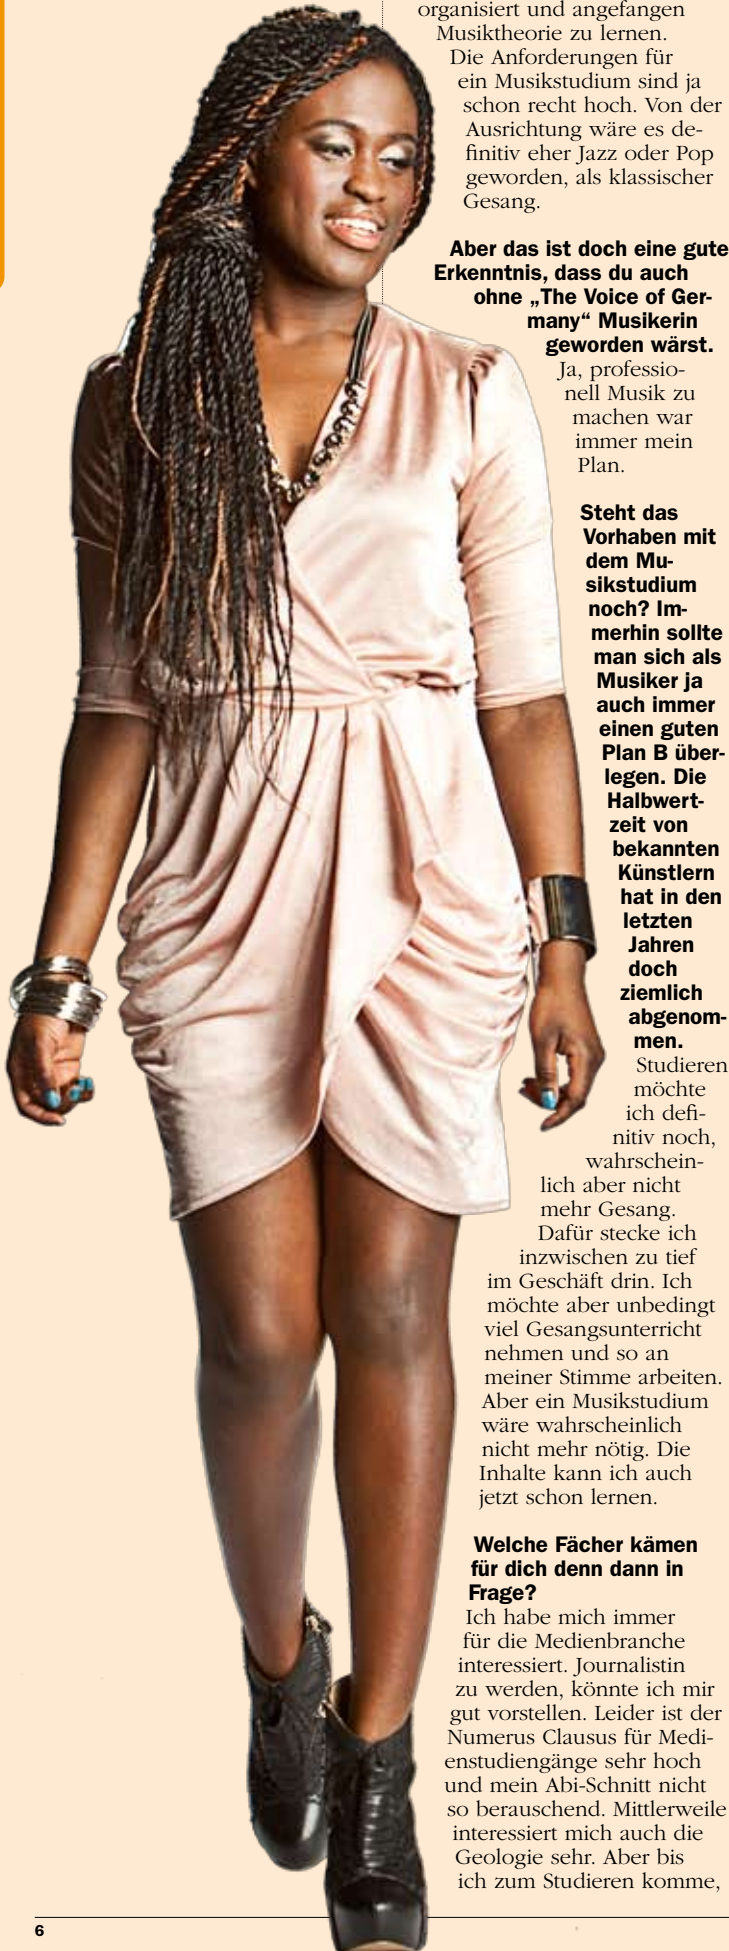 organisiert und angefangen
Musiktheorie zu lernen.
Die Anforderungen für
ein Musikstudium sind ja
schon recht hoch. Von der
Ausrichtung wäre es de-
finitiv eher Jazz oder Pop
geworden, als klassischer
Gesang.
Aber das ist doch eine gute
Erkenntnis, dass du auch
ohne „The Voice of Ger-
many“ Musikerin
geworden wärst.
Ja, professio-
nell Musik zu
machen war
immer mein
Plan.
Steht das
Vorhaben mit
dem Mu-
sikstudium
noch? Im-
merhin sollte
man sich als
Musiker ja
auch immer
einen guten
Plan B über-
legen. Die
Halbwert-
zeit von
bekannten
Künstlern
hat in den
letzten
Jahren
doch
ziemlich
abgenom-
men.
Studieren
möchte
ich defi-
nitiv noch,
wahrschein-
lich aber nicht
mehr Gesang.
Dafür stecke ich
inzwischen zu tief
im Geschäft drin. Ich
möchte aber unbedingt
viel Gesangsunterricht
nehmen und so an
meiner Stimme arbeiten.
Aber ein Musikstudium
wäre wahrscheinlich
nicht mehr nötig. Die
Inhalte kann ich auch
jetzt schon lernen.
Welche Fächer kämen
für dich denn dann in
Frage?
Ich habe mich immer
für die Medienbranche
interessiert. Journalistin
zu werden, könnte ich mir
gut vorstellen. Leider ist der
Numerus Clausus für Medi-
enstudiengänge sehr hoch
und mein Abi-Schnitt nicht
so berauschend. Mittlerweile
interessiert mich auch die
Geologie sehr. Aber bis
ich zum Studieren komme,
6